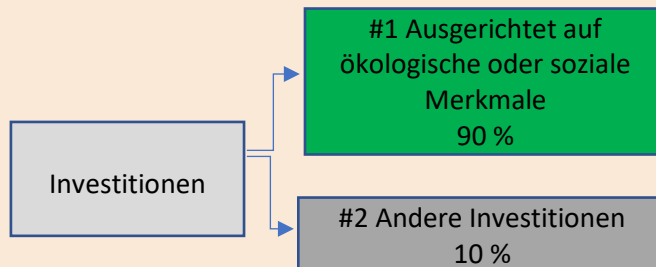 #1 Ausgerichtet auf
ökologische oder soziale
Merkmale
90 %
Investitionen
#2 Andere Investitionen
10 %